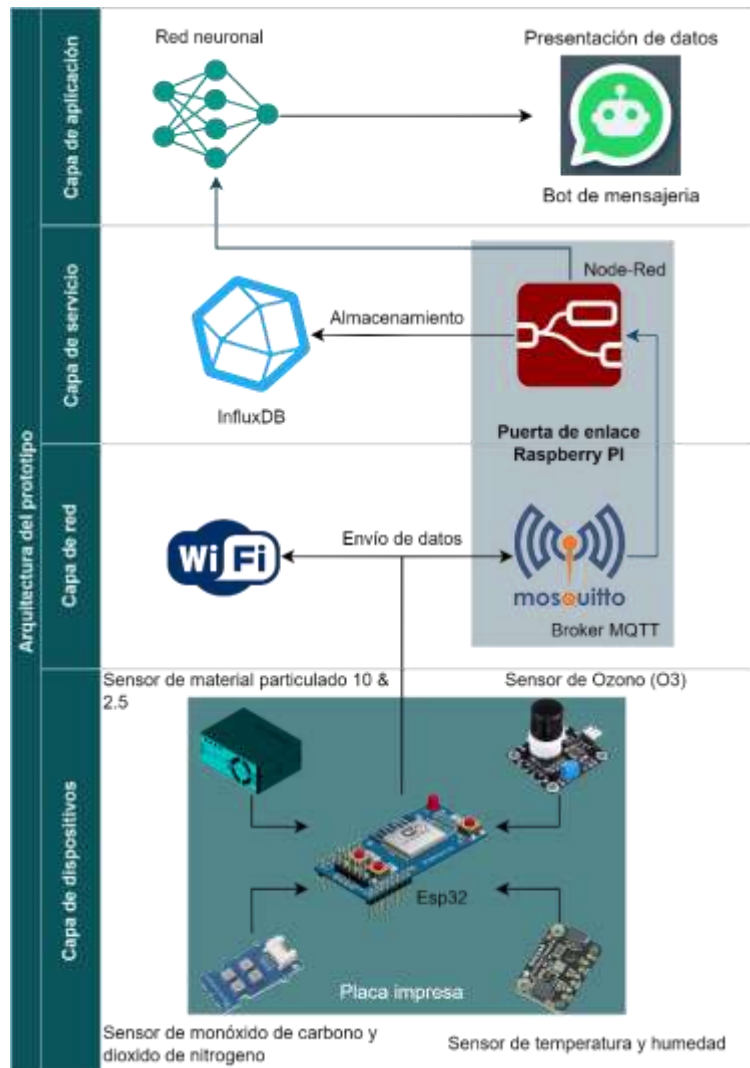 Arquitectura del prototipo
Capa de aplicación
Red neuronal
Presentación de datos
Bot de mensajeria
Capa de servicio
Node-Red
Almacenamiento
InfluxDB
Puerta de enlace
Raspberry PI
Capa de red
Envío de datos
Wi Fi
mosquitto
Broker MQTT
Capa de dispositivos
Sensor de material particulado 10 &
2.5
Sensor de Ozono (O3)
Esp32
Placa impresa
Sensor de monóxido de carbono y
dioxido de nitrogeno
Sensor de temperatura y humedad